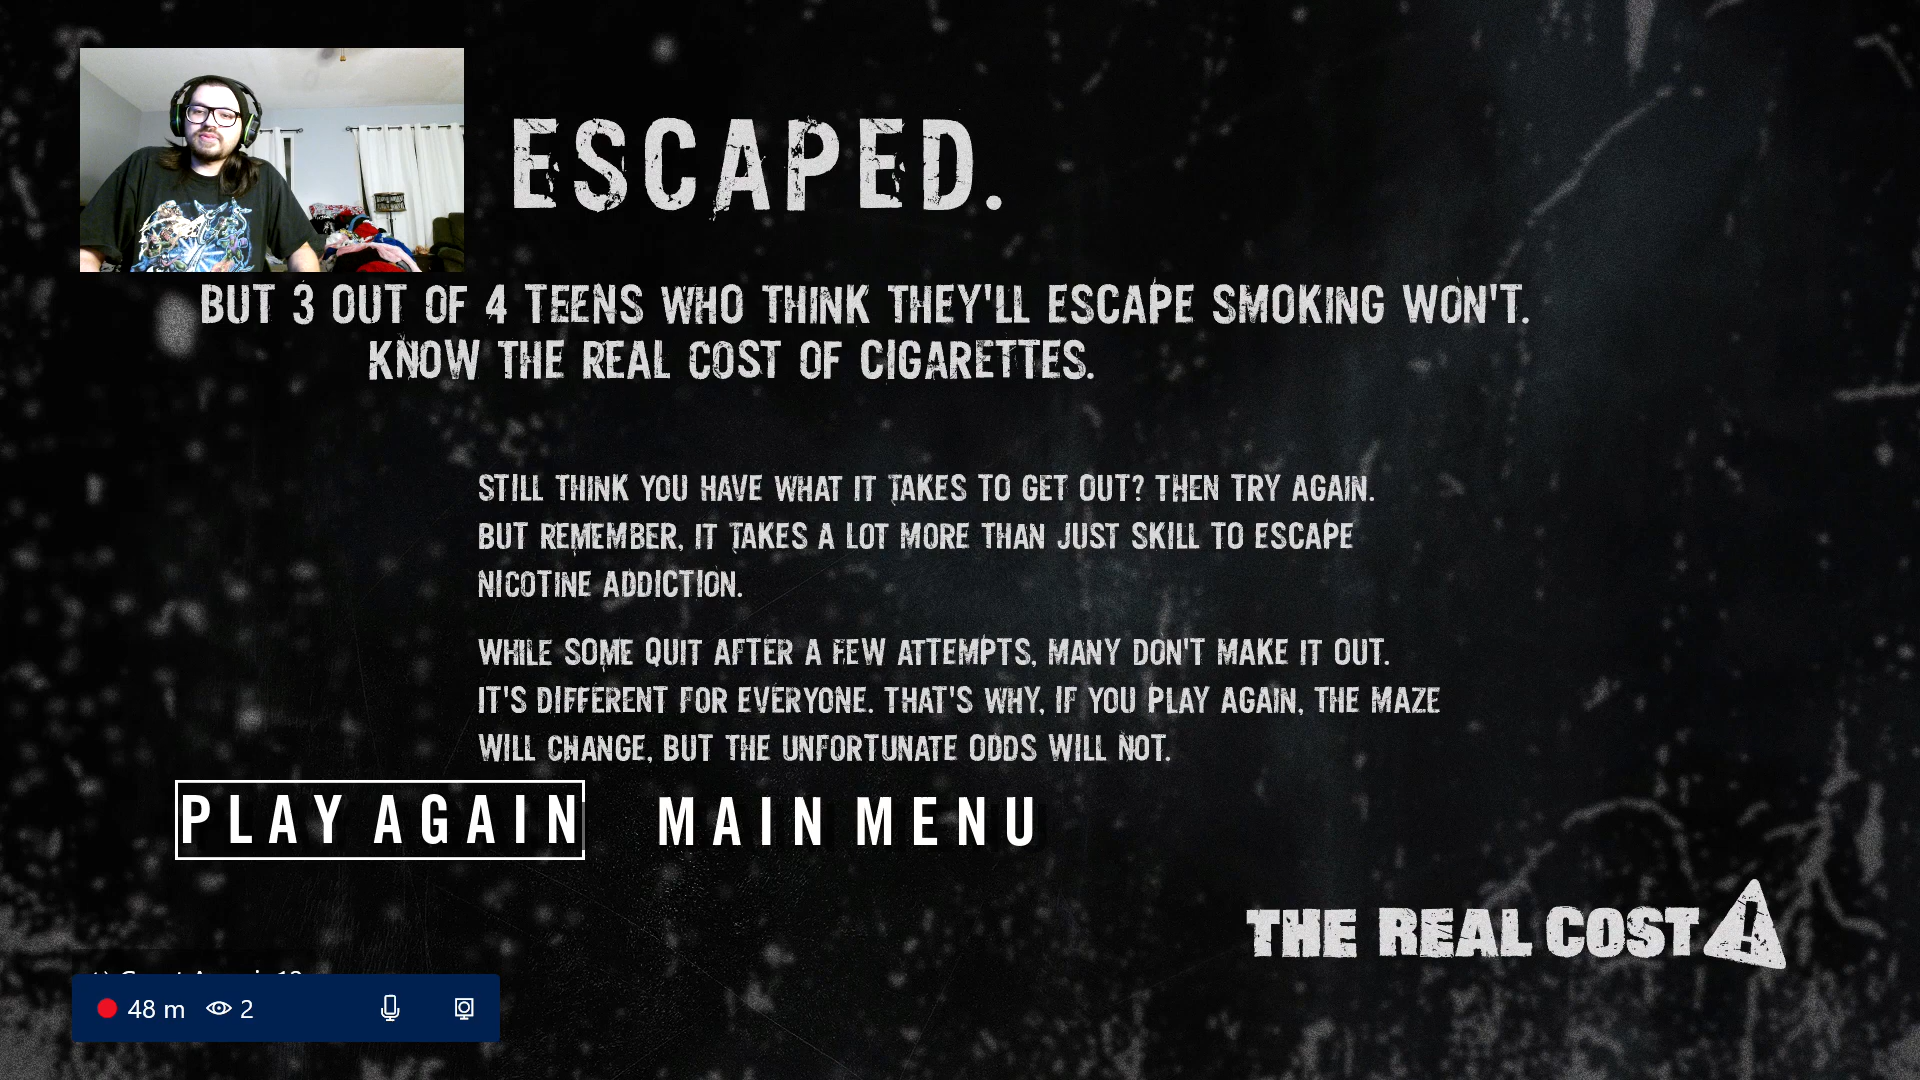 ESCAPED.
BUT 3 OUT OF 4 TEENS WHO THINK THEY'LL ESCAPE SMOKING WON'T.
KNOW THE REAL COST OF CIGARETTES.
STILL THINK YOU HAVE WHAT IT TAKES TO GET OUT? THEN TRY AGAIN.
BUT REMEMBER, IT TAKES A LOT MORE THAN JUST SKILL TO ESCAPE
NICOTINE ADDICTION.
WHILE SOME QUIT AFTER A FEW ATTEMPTS, MANY DON'T MAKE IT OUT.
IT'S DIFFERENT FOR EVERYONE. THAT'S WHY, IF YOU PLAY AGAIN, THE MAZE
WILL CHANGE, BUT THE UNFORTUNATE ODDS WILL NOT.
PLAY AGAIN MAIN MENU
THE REAL COST
48 m 2